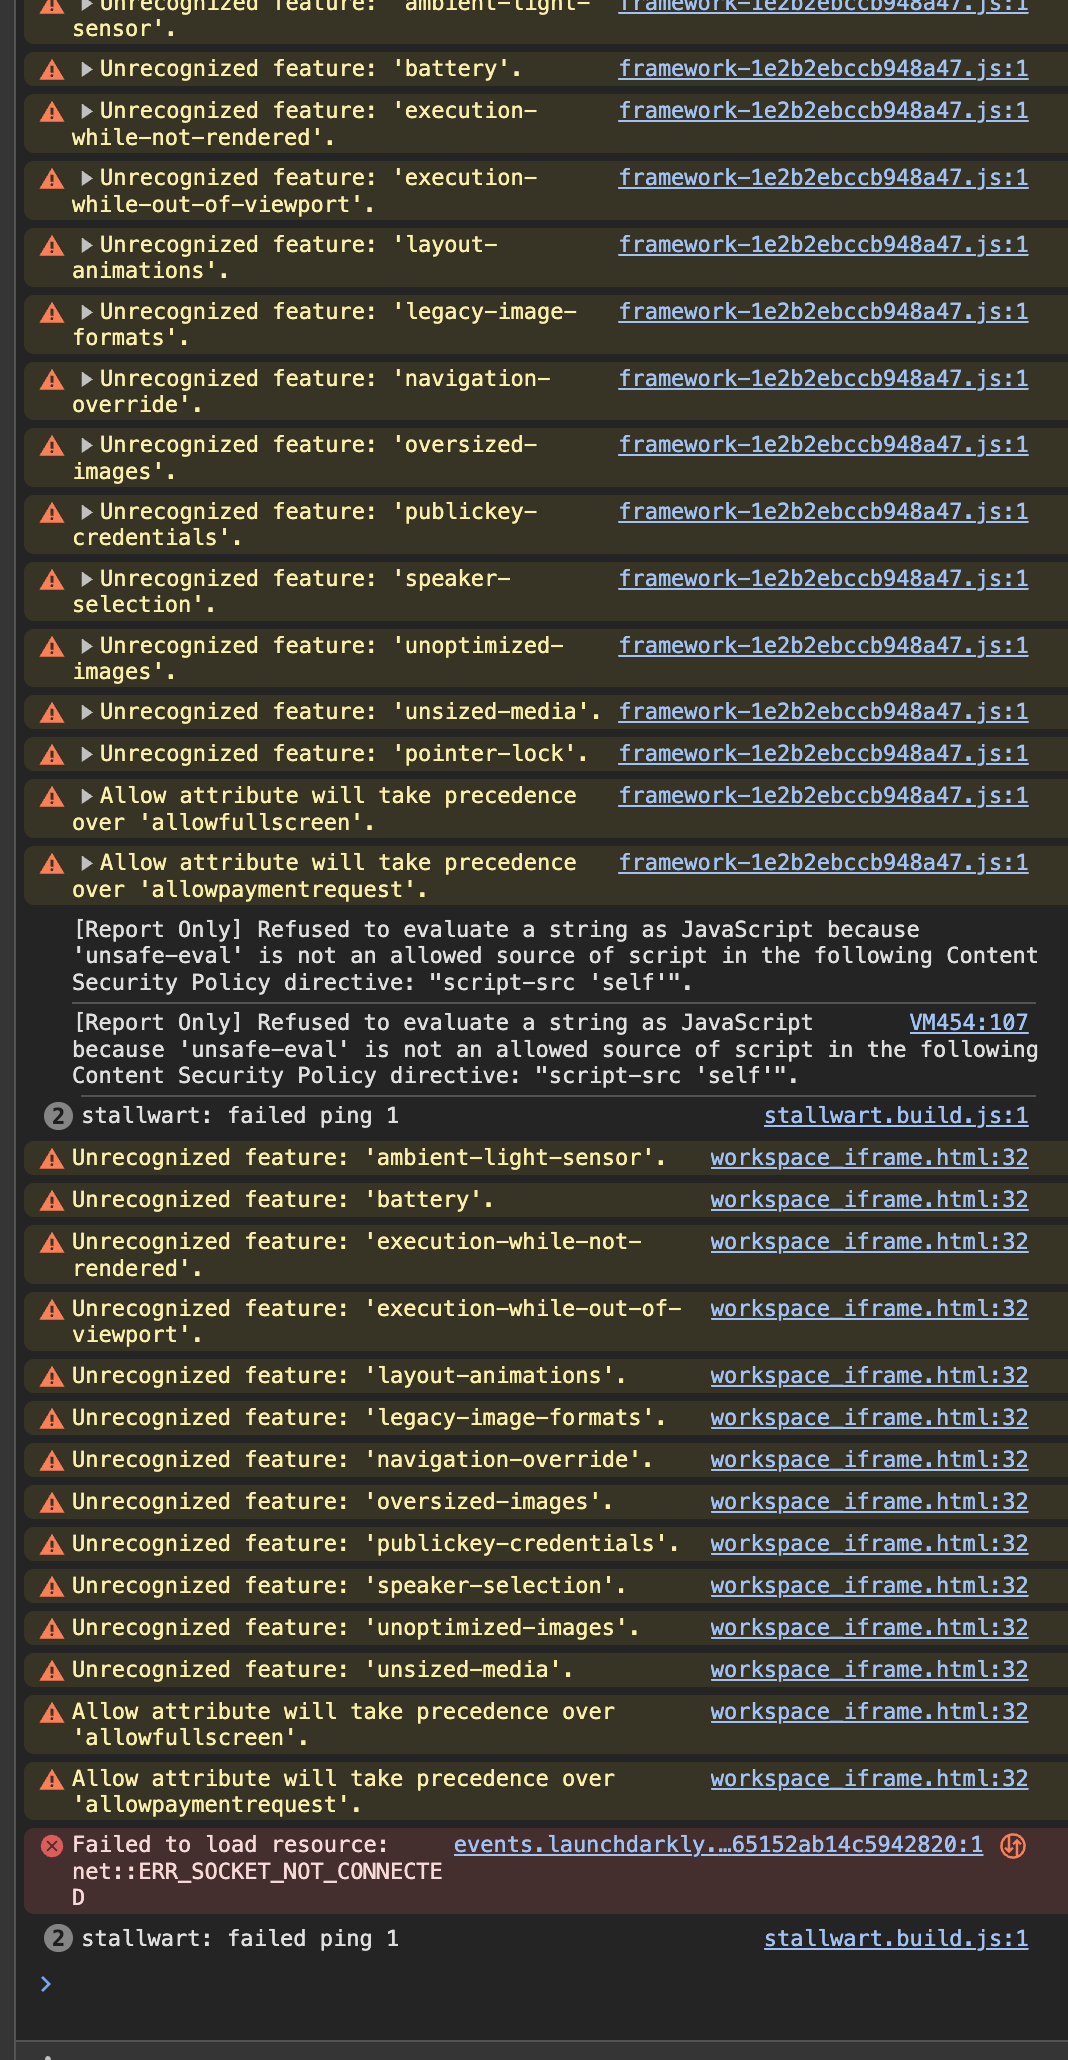 Unrecognized feature: 'ambient-light- framework-1e2b2ebccb948a47.js:1
sensor'.
Unrecognized feature: 'battery'. framework-1e2b2ebccb948a47.js:1
Unrecognized feature: 'execution- framework-1e2b2ebccb948a47.js:1
while-not-rendered'.
Unrecognized feature: 'execution- framework-1e2b2ebccb948a47.js:1
while-out-of-viewport'.
Unrecognized feature: 'layout- framework-1e2b2ebccb948a47.js:1
animations'.
Unrecognized feature: 'legacy-image- framework-1e2b2ebccb948a47.js:1
formats'.
Unrecognized feature: 'navigation- framework-1e2b2ebccb948a47.js:1
override'.
Unrecognized feature: 'oversized- framework-1e2b2ebccb948a47.js:1
images'.
Unrecognized feature: 'publickey- framework-1e2b2ebccb948a47.js:1
credentials'.
Unrecognized feature: 'speaker- framework-1e2b2ebccb948a47.js:1
selection'.
Unrecognized feature: 'unoptimized- framework-1e2b2ebccb948a47.js:1
images'.
Unrecognized feature: 'unsized-media'. framework-1e2b2ebccb948a47.js:1
Unrecognized feature: 'pointer-lock'. framework-1e2b2ebccb948a47.js:1
Allow attribute will take precedence framework-1e2b2ebccb948a47.js:1
over 'allowfullscreen'.
Allow attribute will take precedence framework-1e2b2ebccb948a47.js:1
over 'allowpaymentrequest'.
[Report Only] Refused to evaluate a string as JavaScript because
'unsafe-eval' is not an allowed source of script in the following Content
Security Policy directive: "script-src 'self'".
[Report Only] Refused to evaluate a string as JavaScript VM454:107
because 'unsafe-eval' is not an allowed source of script in the following
Content Security Policy directive: "script-src 'self'".
2 stallwart: failed ping 1 stallwart.build.js:1
Unrecognized feature: 'ambient-light-sensor'. workspace_iframe.html:32
Unrecognized feature: 'battery'. workspace_iframe.html:32
Unrecognized feature: 'execution-while-not- workspace_iframe.html:32
rendered'.
Unrecognized feature: 'execution-while-out-of- workspace_iframe.html:32
viewport'.
Unrecognized feature: 'layout-animations'. workspace_iframe.html:32
Unrecognized feature: 'legacy-image-formats'. workspace_iframe.html:32
Unrecognized feature: 'navigation-override'. workspace_iframe.html:32
Unrecognized feature: 'oversized-images'. workspace_iframe.html:32
Unrecognized feature: 'publickey-credentials'. workspace_iframe.html:32
Unrecognized feature: 'speaker-selection'. workspace_iframe.html:32
Unrecognized feature: 'unoptimized-images'. workspace_iframe.html:32
Unrecognized feature: 'unsized-media'. workspace_iframe.html:32
Allow attribute will take precedence over workspace_iframe.html:32
'allowfullscreen'.
Allow attribute will take precedence over workspace_iframe.html:32
'allowpaymentrequest'.
Failed to load resource: events.launchdarkly.…65152ab14c5942820:1
net::ERR_SOCKET_NOT_CONNECTE
D
2 stallwart: failed ping 1 stallwart.build.js:1